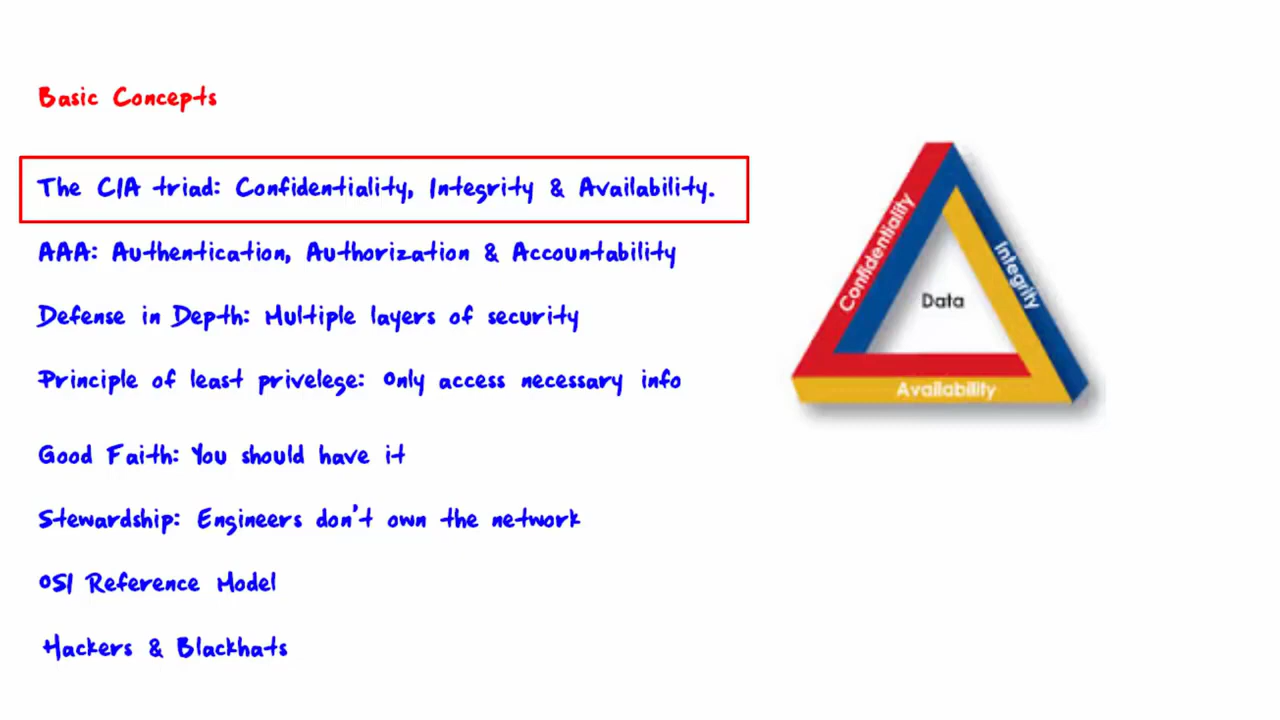 Basic Concepts
The CIA triad: Confidentiality, Integrity & Availability.
AAA: Authentication, Authorization & Accountability
Defense in Depth: Multiple layers of security
Principle of least privelege: Only access necessary info
Good Faith: You should have it
Stewardship: Engineers don't own the network
OSI Reference Model
Hackers & Blackhats
Confidentiality
Integrity
Data
Availability